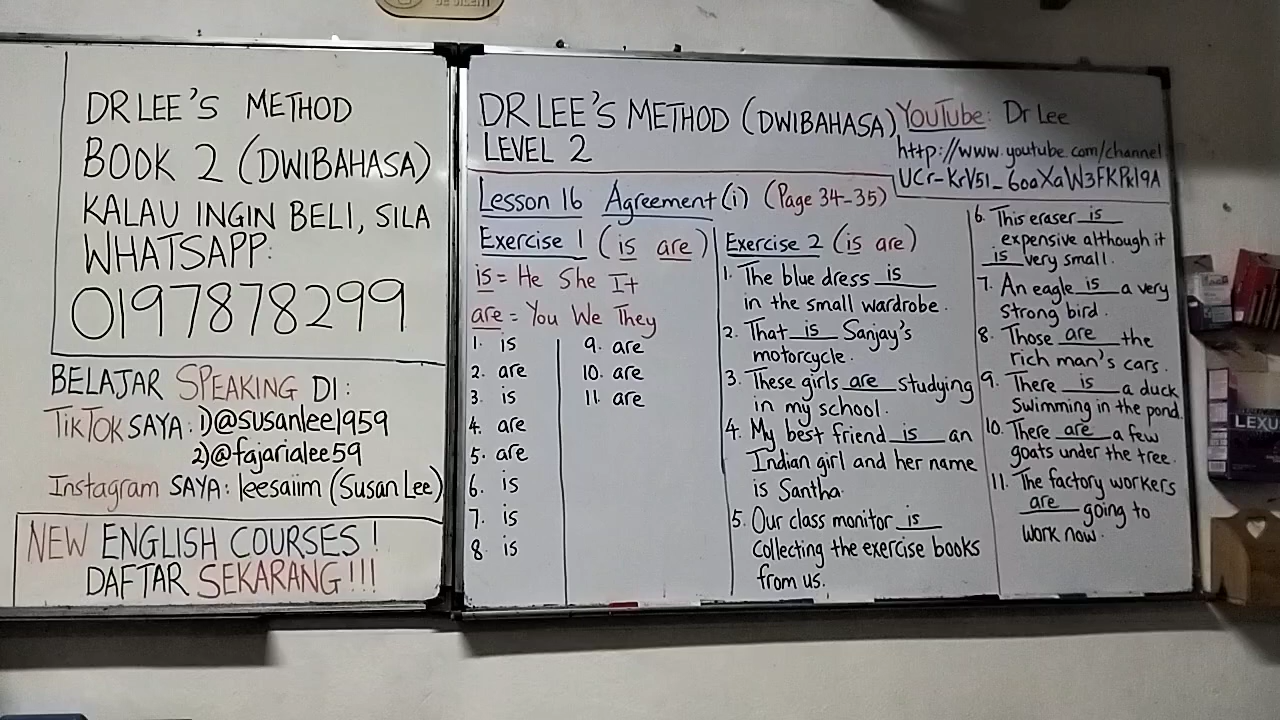 BE SILENT
DR LEE'S METHOD
BOOK 2 (DWIBAHASA)
KALAU INGIN BELI, SILA
WHATSAPP:
0197878299
BELAJAR SPEAKING DI:
TIKTOK SAYA: 1)@susanlee1959
2)@fajarialee59
Instagram SAYA: leesaiim (Susan Lee)
NEW ENGLISH COURSES!
DAFTAR SEKARANG!!!
DR LEE'S METHOD (DWIBAHASA)
LEVEL 2
YouTube: Dr Lee
http://www.youtube.com/channel
UCr-KrV51_6oaXaW3FKPkl9A
Lesson 16 Agreement (i) (Page 34-35)
Exercise 1 (is are)
is = He She It
are = You We They
1. is
2. are
3. is
4. are
5. are
6. is
7. is
8. is
9. are
10. are
11. are
Exercise 2 (is are)
1. The blue dress is
in the small wardrobe.
2. That is Sanjay's
motorcycle.
3. These girls are studying
in my school.
4. My best friend is an
Indian girl and her name
is Santha.
5. Our class monitor is
collecting the exercise books
from us.
6. This eraser is
expensive although it
is very small.
7. An eagle is a very
strong bird.
8. Those are the
rich man's cars.
9. There is a duck
swimming in the pond.
10. There are a few
goats under the tree.
11. The factory workers
are going to
work now.
LEXU